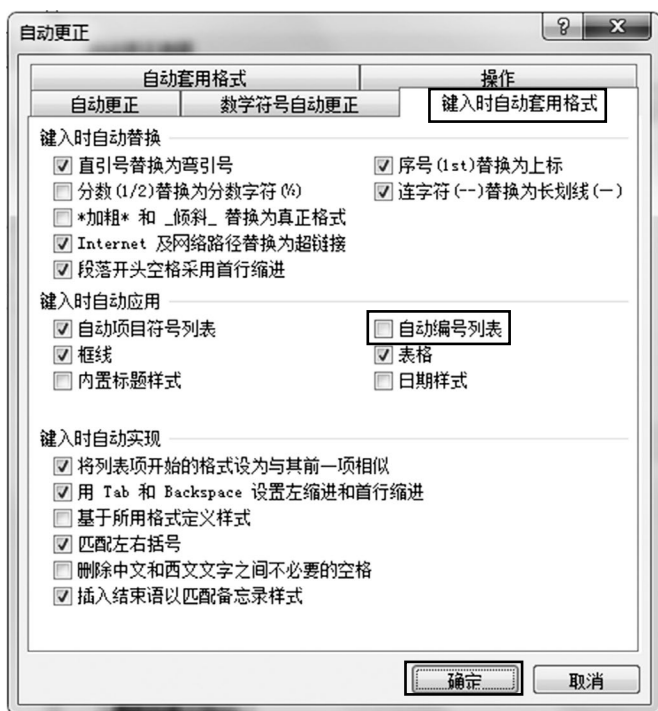 自动更正
自动套用格式 操作
自动更正 数学符号自动更正 键入时自动套用格式
键入时自动替换
直引号替换为弯引号 序号(1st)替换为上标
分数(1/2)替换为分数字符(¼) 连字符(--)替换为长划线(—)
*加粗* 和 _倾斜_ 替换为真正格式
Internet 及网络路径替换为超链接
段落开头空格采用首行缩进
键入时自动应用
自动项目符号列表 自动编号列表
框线 表格
内置标题样式 日期样式
键入时自动实现
将列表项开始的格式设为与其前一项相似
用 Tab 和 Backspace 设置左缩进和首行缩进
基于所用格式定义样式
匹配左右括号
删除中文和西文文字之间不必要的空格
插入结束语以匹配备忘录样式
确定 取消